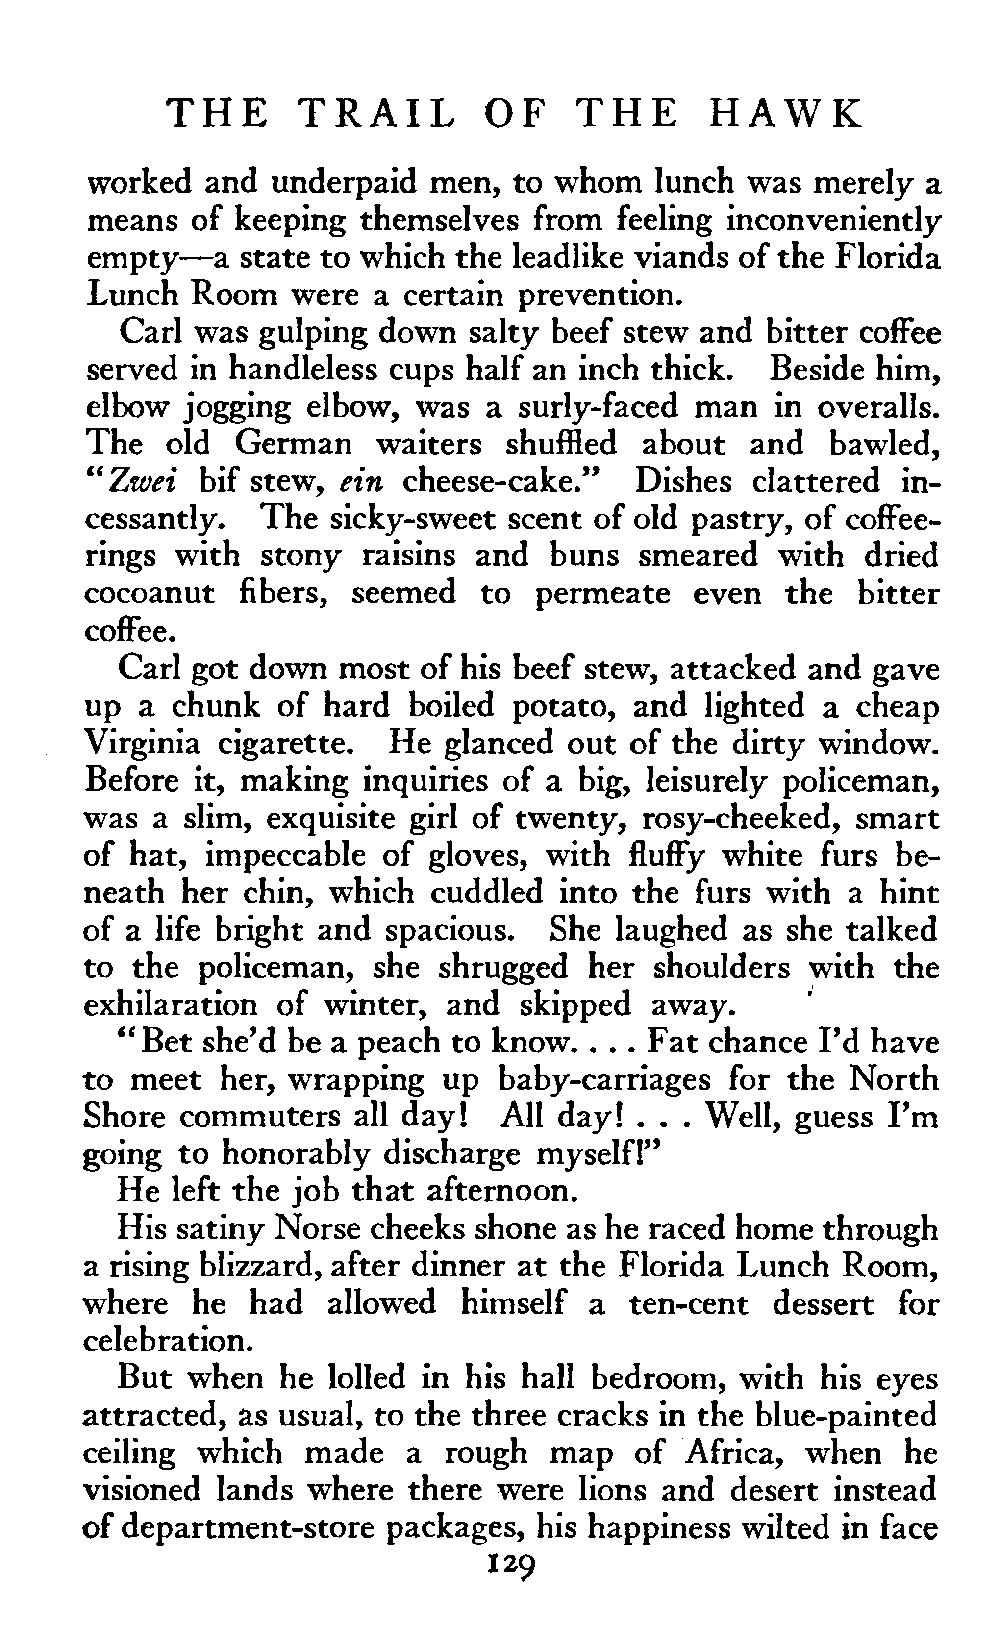 THE TRAIL OF THE HAWK
worked and underpaid men, to whom lunch was merely a
means of keeping themselves from feeling inconveniently
empty—a state to which the leadlike viands of the Florida
Lunch Room were a certain prevention.
Carl was gulping down salty beef stew and bitter coffee
served in handleless cups half an inch thick. Beside him,
elbow jogging elbow, was a surly-faced man in overalls.
The old German waiters shuffled about and bawled,
“Zwei bif stew, ein cheese-cake.” Dishes clattered in-
cessantly. The sicky-sweet scent of old pastry, of coffee-
rings with stony raisins and buns smeared with dried
cocoanut fibers, seemed to permeate even the bitter
coffee.
Carl got down most of his beef stew, attacked and gave
up a chunk of hard boiled potato, and lighted a cheap
Virginia cigarette. He glanced out of the dirty window.
Before it, making inquiries of a big, leisurely policeman,
was a slim, exquisite girl of twenty, rosy-cheeked, smart
of hat, impeccable of gloves, with fluffy white furs be-
neath her chin, which cuddled into the furs with a hint
of a life bright and spacious. She laughed as she talked
to the policeman, she shrugged her shoulders with the
exhilaration of winter, and skipped away.
“Bet she’d be a peach to know. . . . Fat chance I’d have
to meet her, wrapping up baby-carriages for the North
Shore commuters all day! All day! . . . Well, guess I’m
going to honorably discharge myself!”
He left the job that afternoon.
His satiny Norse cheeks shone as he raced home through
a rising blizzard, after dinner at the Florida Lunch Room,
where he had allowed himself a ten-cent dessert for
celebration.
But when he lolled in his hall bedroom, with his eyes
attracted, as usual, to the three cracks in the blue-painted
ceiling which made a rough map of Africa, when he
visioned lands where there were lions and desert instead
of department-store packages, his happiness wilted in face
129